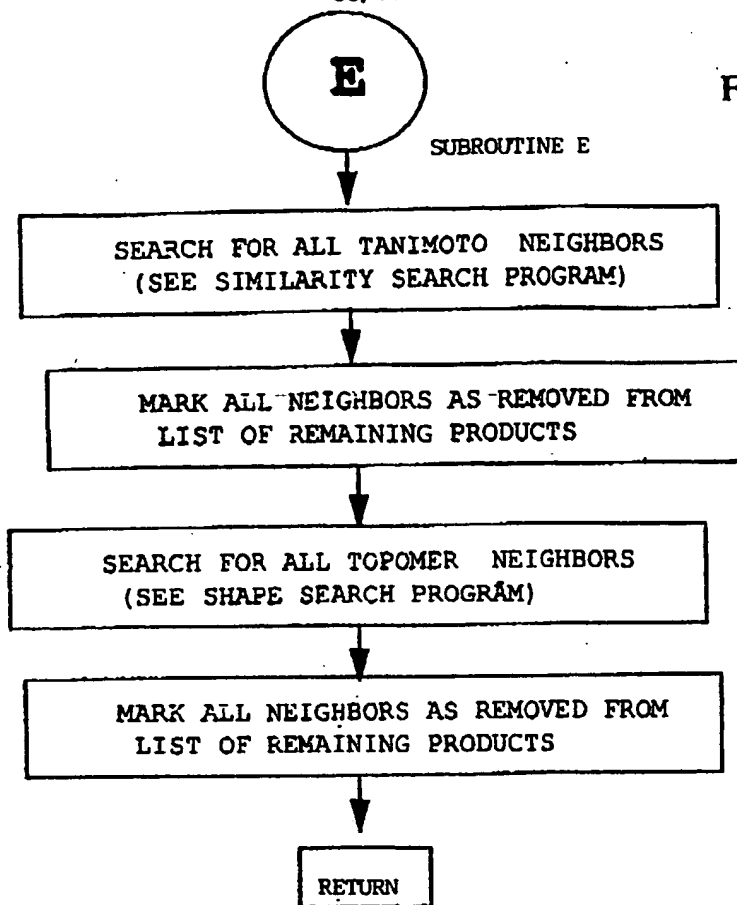 E
F
SUBROUTINE E
SEARCH FOR ALL TANIMOTO NEIGHBORS
(SEE SIMILARITY SEARCH PROGRAM)
MARK ALL NEIGHBORS AS REMOVED FROM
LIST OF REMAINING PRODUCTS
SEARCH FOR ALL TOPOMER NEIGHBORS
(SEE SHAPE SEARCH PROGRAM)
MARK ALL NEIGHBORS AS REMOVED FROM
LIST OF REMAINING PRODUCTS
RETURN